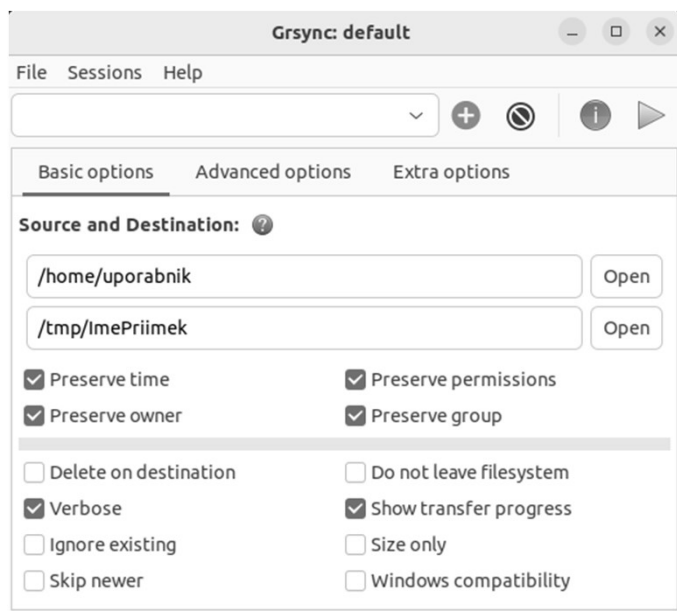 Grsync: default
File Sessions Help
Basic options Advanced options Extra options
Source and Destination: ?
/home/uporabnik Open
/tmp/ImePriimek Open
Preserve time Preserve permissions
Preserve owner Preserve group
Delete on destination Do not leave filesystem
Verbose Show transfer progress
Ignore existing Size only
Skip newer Windows compatibility